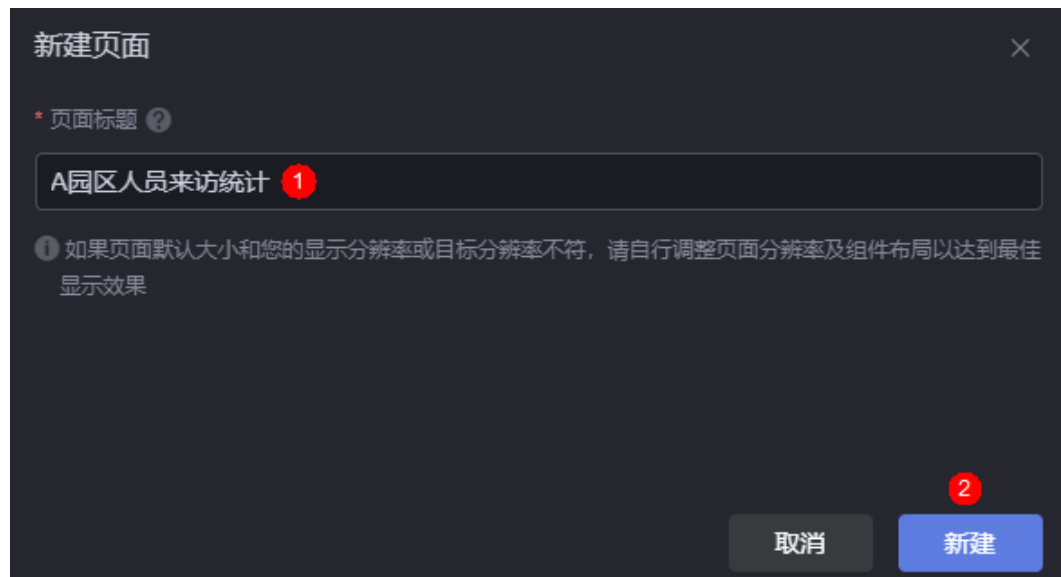 新建页面
* 页面标题 ?
A园区人员来访统计 1
如果页面默认大小和您的显示分辨率或目标分辨率不符，请自行调整页面分辨率及组件布局以达到最佳
显示效果
2
取消 新建